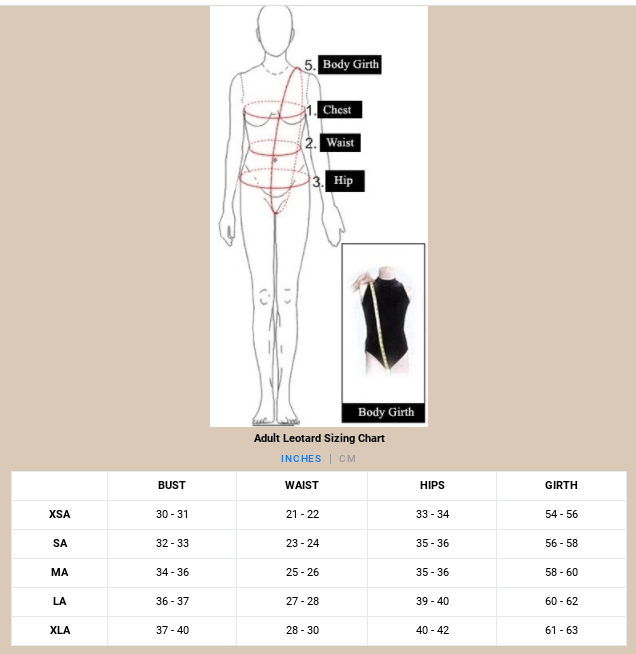 5. Body Girth
1. Chest
2. Waist
3. Hip
Body Girth
Adult Leotard Sizing Chart
INCHES | CM
BUST WAIST HIPS GIRTH
XSA 30 - 31 21 - 22 33 - 34 54 - 56
SA 32 - 33 23 - 24 35 - 36 56 - 58
MA 34 - 36 25 - 26 35 - 36 58 - 60
LA 36 - 37 27 - 28 39 - 40 60 - 62
XLA 37 - 40 28 - 30 40 - 42 61 - 63